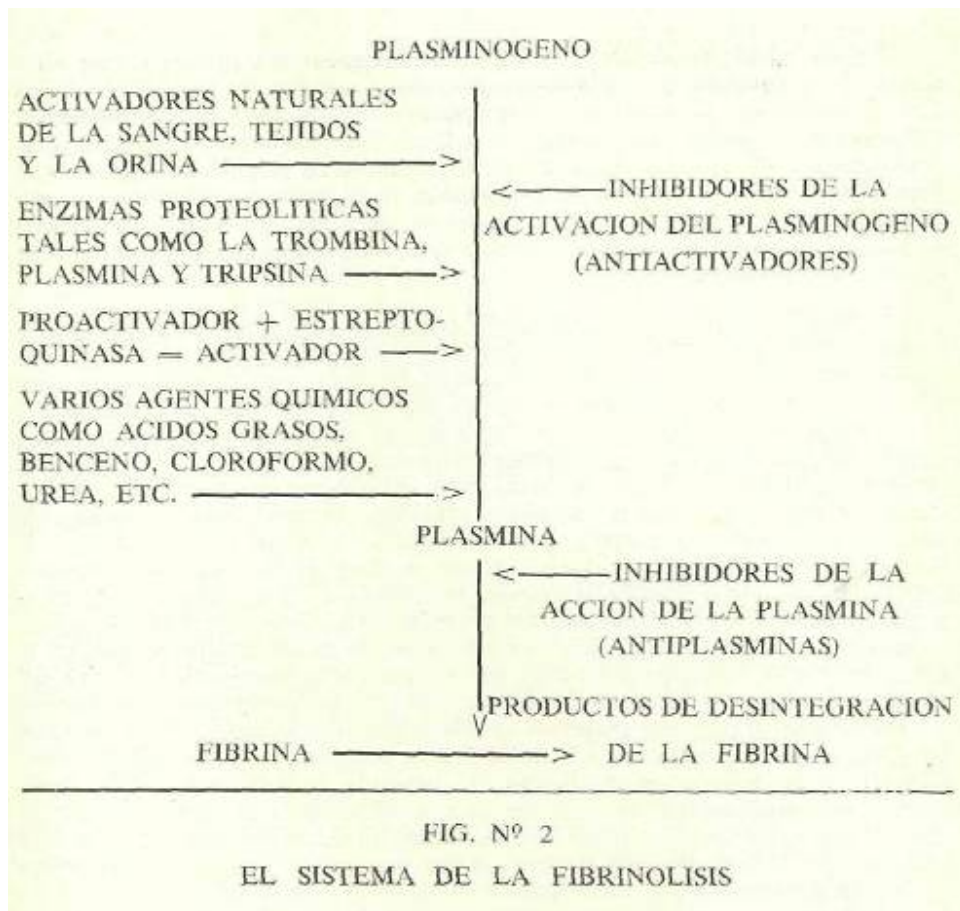 PLASMINOGENO
ACTIVADORES NATURALES
DE LA SANGRE, TEJIDOS
Y LA ORINA
INHIBIDORES DE LA
ACTIVACION DEL PLASMINOGENO
(ANTIACTIVADORES)
ENZIMAS PROTEOLITICAS
TALES COMO LA TROMBINA,
PLASMINA Y TRIPSINA
PROACTIVADOR + ESTREPTO-
QUINASA = ACTIVADOR
VARIOS AGENTES QUIMICOS
COMO ACIDOS GRASOS,
BENCENO, CLOROFORMO,
UREA, ETC.
PLASMINA
INHIBIDORES DE LA
ACCION DE LA PLASMINA
(ANTIPLASMINAS)
PRODUCTOS DE DESINTEGRACION
FIBRINA DE LA FIBRINA
FIG. Nº 2
EL SISTEMA DE LA FIBRINOLISIS